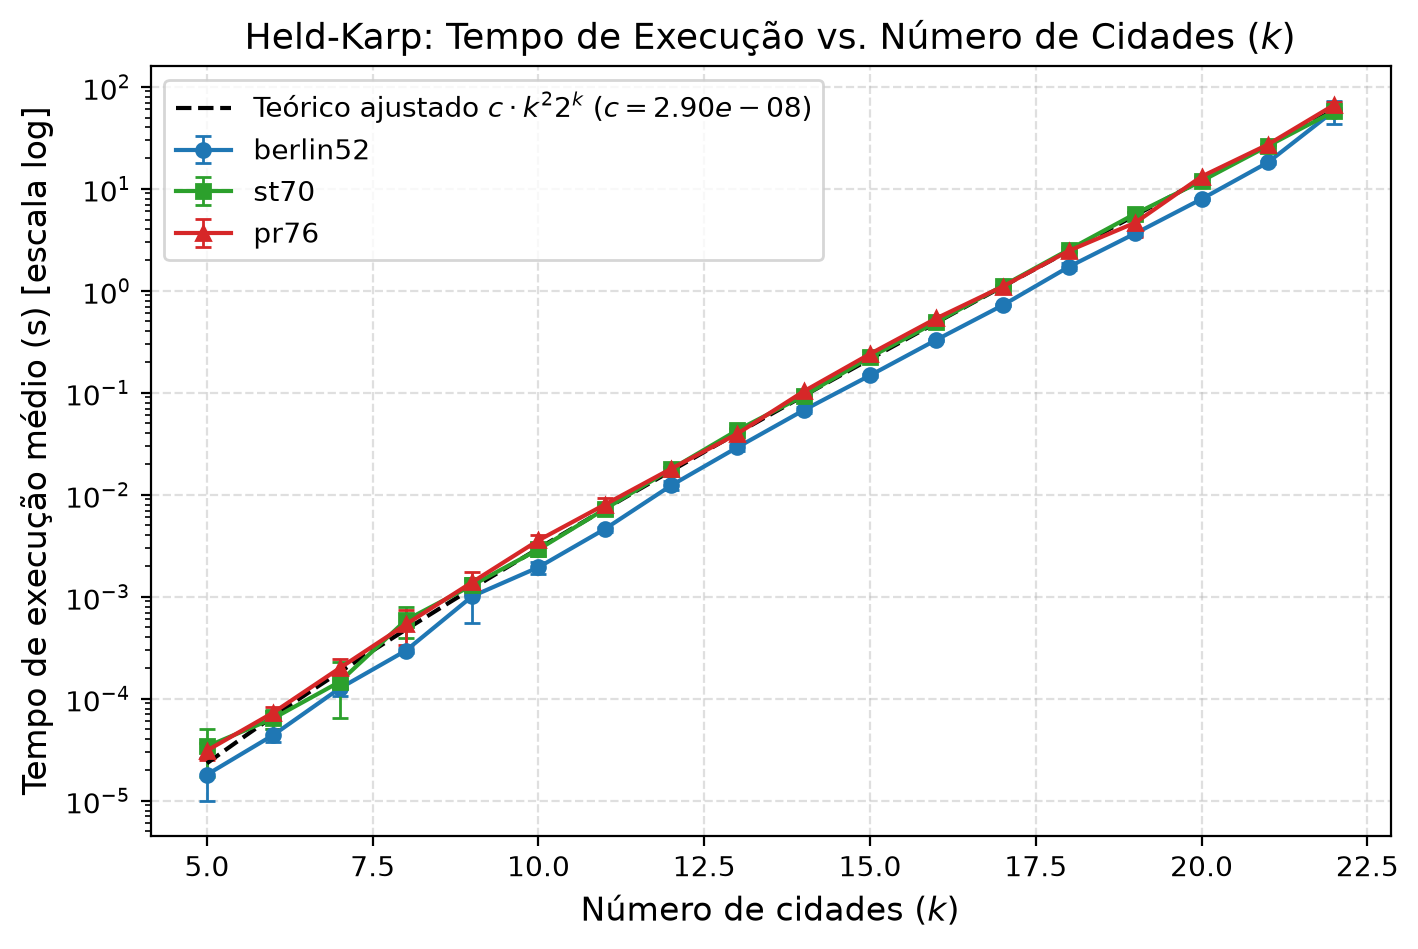 Held-Karp: Tempo de Execução vs. Número de Cidades (k)
Tempo de execução médio (s) [escala log]
Teórico ajustado c · k²2ᵏ (c = 2.90e − 08)
berlin52
st70
pr76
10²
10¹
10⁰
10⁻¹
10⁻²
10⁻³
10⁻⁴
10⁻⁵
5.0 7.5 10.0 12.5 15.0 17.5 20.0 22.5
Número de cidades (k)